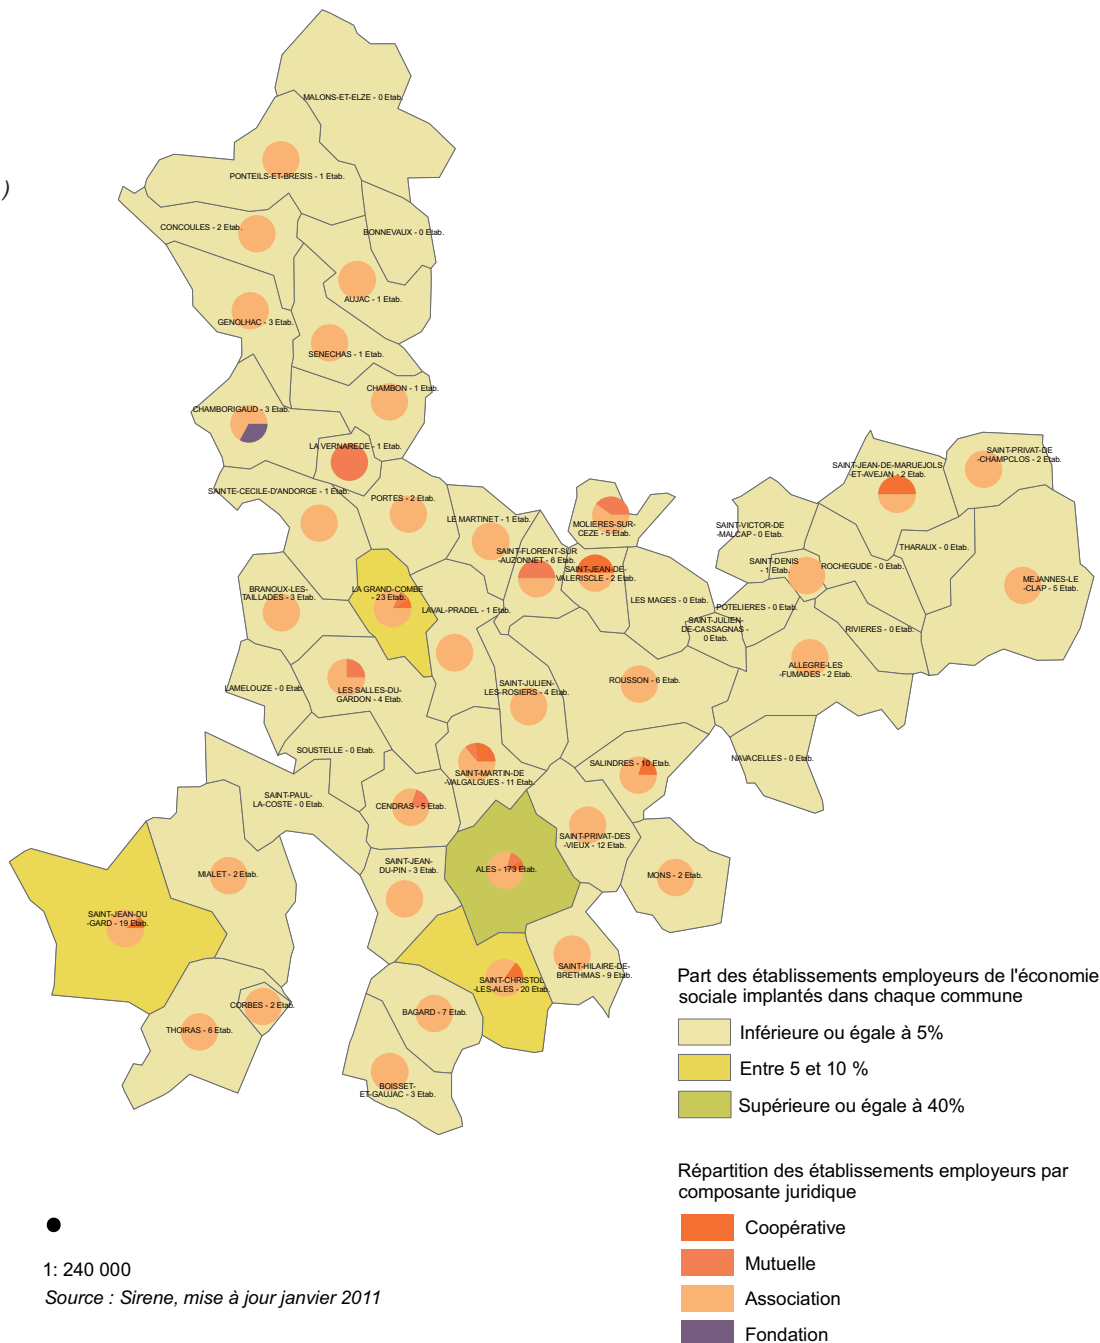 MALONS-ET-ELZE - 0 Etab.
)
PONTEILS-ET-BRESIS - 1 Etab.
CONCOULES - 2 Etab.
BONNEVAUX - 0 Etab.
AUJAC - 1 Etab.
GENOLHAC - 3 Etab.
SENECHAS - 1 Etab.
CHAMBON - 1 Etab.
CHAMBORIGAUD - 3 Etab.
LA VERNAREDE - 1 Etab.
SAINTE-CECILE-D'ANDORGE - 1 Etab.
PORTES - 2 Etab.
LE MARTINET - 1 Etab.
MOLIERES-SUR-
CEZE - 5 Etab.
SAINT-JEAN-DE-MARUEJOLS
-ET-AVEJAN - 2 Etab.
SAINT-PRIVAT-DE
-CHAMPCLOS - 2 Etab.
SAINT-VICTOR-DE
-MALCAP - 0 Etab.
THARAUX - 0 Etab.
SAINT-FLORENT-SUR
-AUZONNET - 6 Etab.
SAINT-JEAN-DE-
VALERISCLE - 2 Etab.
SAINT-DENIS
- 1 Etab.
ROCHEGUDE - 0 Etab.
MEJANNES-LE
-CLAP - 5 Etab.
BRANOUX-LES-
TAILLADES - 3 Etab.
LA GRAND-COMBE
- 23 Etab.
LAVAL-PRADEL - 1 Etab.
LES MAGES - 0 Etab.
POTELIERES - 0 Etab.
SAINT-JULIEN-
DE-CASSAGNAS -
0 Etab.
RIVIERES - 0 Etab.
ALLEGRE-LES
-FUMADES - 2 Etab.
LAMELOUZE - 0 Etab.
LES SALLES-DU-
GARDON - 4 Etab.
SAINT-JULIEN-
LES-ROSIERS - 4 Etab.
ROUSSON - 6 Etab.
SOUSTELLE - 0 Etab.
SAINT-MARTIN-DE
-VALGALGUES - 11 Etab.
SALINDRES - 10 Etab.
NAVACELLES - 0 Etab.
SAINT-PAUL-
LA-COSTE - 0 Etab.
CENDRAS - 5 Etab.
SAINT-PRIVAT-DES
-VIEUX - 12 Etab.
SAINT-JEAN-
DU-PIN - 3 Etab.
ALES - 173 Etab.
MIALET - 2 Etab.
MONS - 2 Etab.
SAINT-JEAN-DU
-GARD - 19 Etab.
SAINT-HILAIRE-DE-
BRETHMAS - 9 Etab.
SAINT-CHRISTOL
-LES-ALES - 20 Etab.
CORBES - 2 Etab.
BAGARD - 7 Etab.
THOIRAS - 6 Etab.
BOISSET-
ET-GAUJAC - 3 Etab.
Part des établissements employeurs de l'économie
sociale implantés dans chaque commune
Inférieure ou égale à 5%
Entre 5 et 10 %
Supérieure ou égale à 40%
Répartition des établissements employeurs par
composante juridique
Coopérative
Mutuelle
Association
Fondation
1: 240 000
Source : Sirene, mise à jour janvier 2011